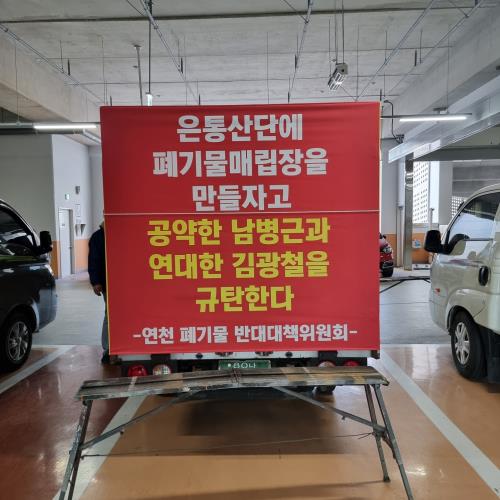 은통산단에
폐기물매립장을
만들자고
공약한 남병근과
연대한 김광철을
규탄한다
-연천 폐기물 반대대책위원회-